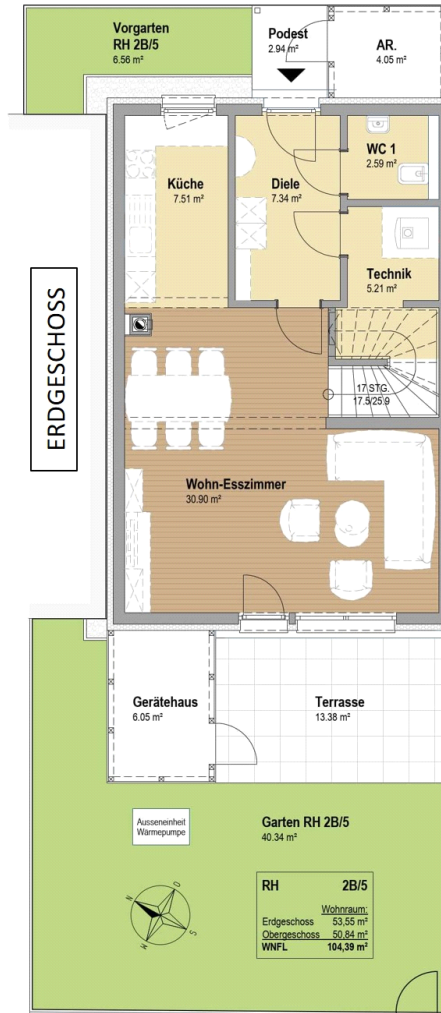 Vorgarten
RH 2B/5
6.56 m²
Podest
2.94 m²
AR.
4.05 m²
Küche
7.51 m²
Diele
7.34 m²
WC 1
2.59 m²
Technik
5.21 m²
ERDGESCHOSS
17 STG.
17.5/25.9
Wohn-Esszimmer
30.90 m²
Gerätehaus
6.05 m²
Terrasse
13.38 m²
Ausseneinheit
Wärmepumpe
Garten RH 2B/5
40.34 m²
N
O
W
S
RH 2B/5
Wohnraum:
Erdgeschoss 53,55 m²
Obergeschoss 50,84 m²
WNFL 104,39 m²